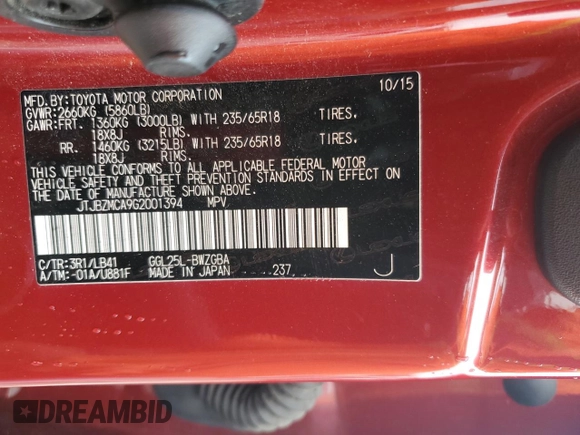 MFD.BY:TOYOTA MOTOR CORPORATION 10/15
GVWR:2660KG (5860LB)
GAWR:FRT. 1360KG (3000LB) WITH 235/65R18 TIRES.
18X8J RIMS.
RR. 1460KG (3215LB) WITH 235/65R18 TIRES.
18X8J RIMS.
THIS VEHICLE CONFORMS TO ALL APPLICABLE FEDERAL MOTOR
VEHICLE SAFETY AND THEFT PREVENTION STANDARDS IN EFFECT ON
THE DATE OF MANUFACTURE SHOWN ABOVE.
JTJBZMCA9G2001394 MPV
C/TR:3R1/LB41 GGL25L-BWZGBA
A/TM:-01A/U881F MADE IN JAPAN ...237... J
DREAMBID